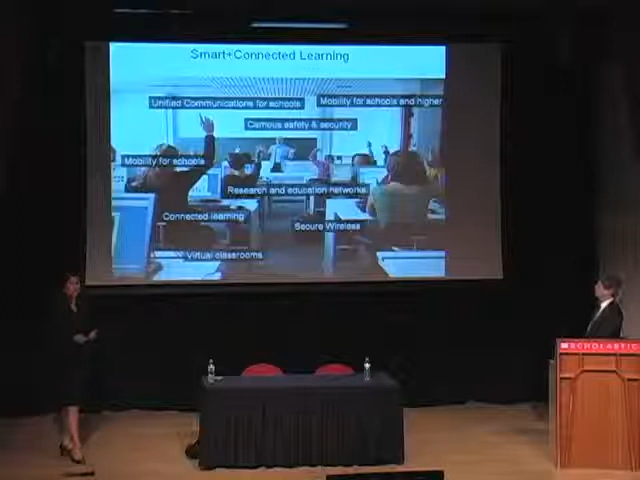 Smart+Connected Learning
Unified Communications for schools
Mobility for schools and higher
Campus safety & security
Mobility for schools
Research and education networks
Connected learning
Secure Wireless
Virtual classrooms
SCHOLASTIC